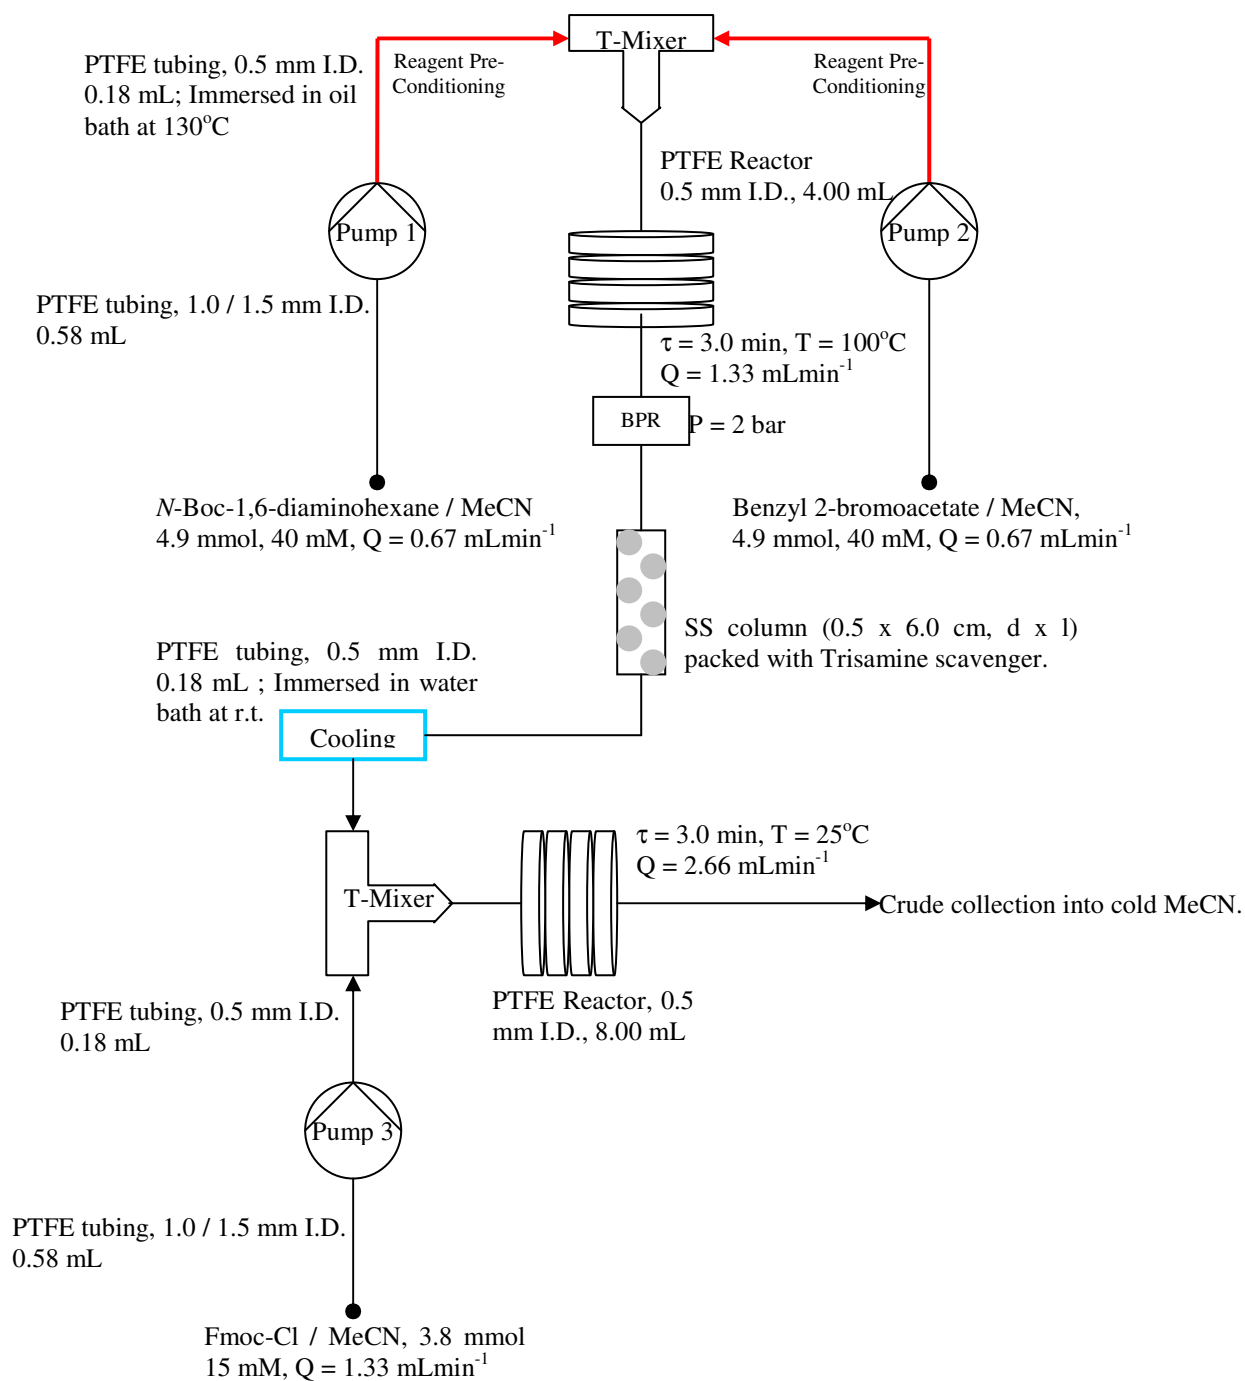 T-Mixer
PTFE tubing, 0.5 mm I.D.
0.18 mL; Immersed in oil
bath at 130°C
Reagent Pre-
Conditioning
Reagent Pre-
Conditioning
PTFE Reactor
0.5 mm I.D., 4.00 mL
Pump 1
Pump 2
PTFE tubing, 1.0 / 1.5 mm I.D.
0.58 mL
τ = 3.0 min, T = 100°C
Q = 1.33 mLmin⁻¹
BPR
P = 2 bar
N-Boc-1,6-diaminohexane / MeCN
4.9 mmol, 40 mM, Q = 0.67 mLmin⁻¹
Benzyl 2-bromoacetate / MeCN,
4.9 mmol, 40 mM, Q = 0.67 mLmin⁻¹
SS column (0.5 x 6.0 cm, d x l)
packed with Trisamine scavenger.
PTFE tubing, 0.5 mm I.D.
0.18 mL ; Immersed in water
bath at r.t.
Cooling
τ = 3.0 min, T = 25°C
Q = 2.66 mLmin⁻¹
T-Mixer
Crude collection into cold MeCN.
PTFE Reactor, 0.5
mm I.D., 8.00 mL
PTFE tubing, 0.5 mm I.D.
0.18 mL
Pump 3
PTFE tubing, 1.0 / 1.5 mm I.D.
0.58 mL
Fmoc-Cl / MeCN, 3.8 mmol
15 mM, Q = 1.33 mLmin⁻¹